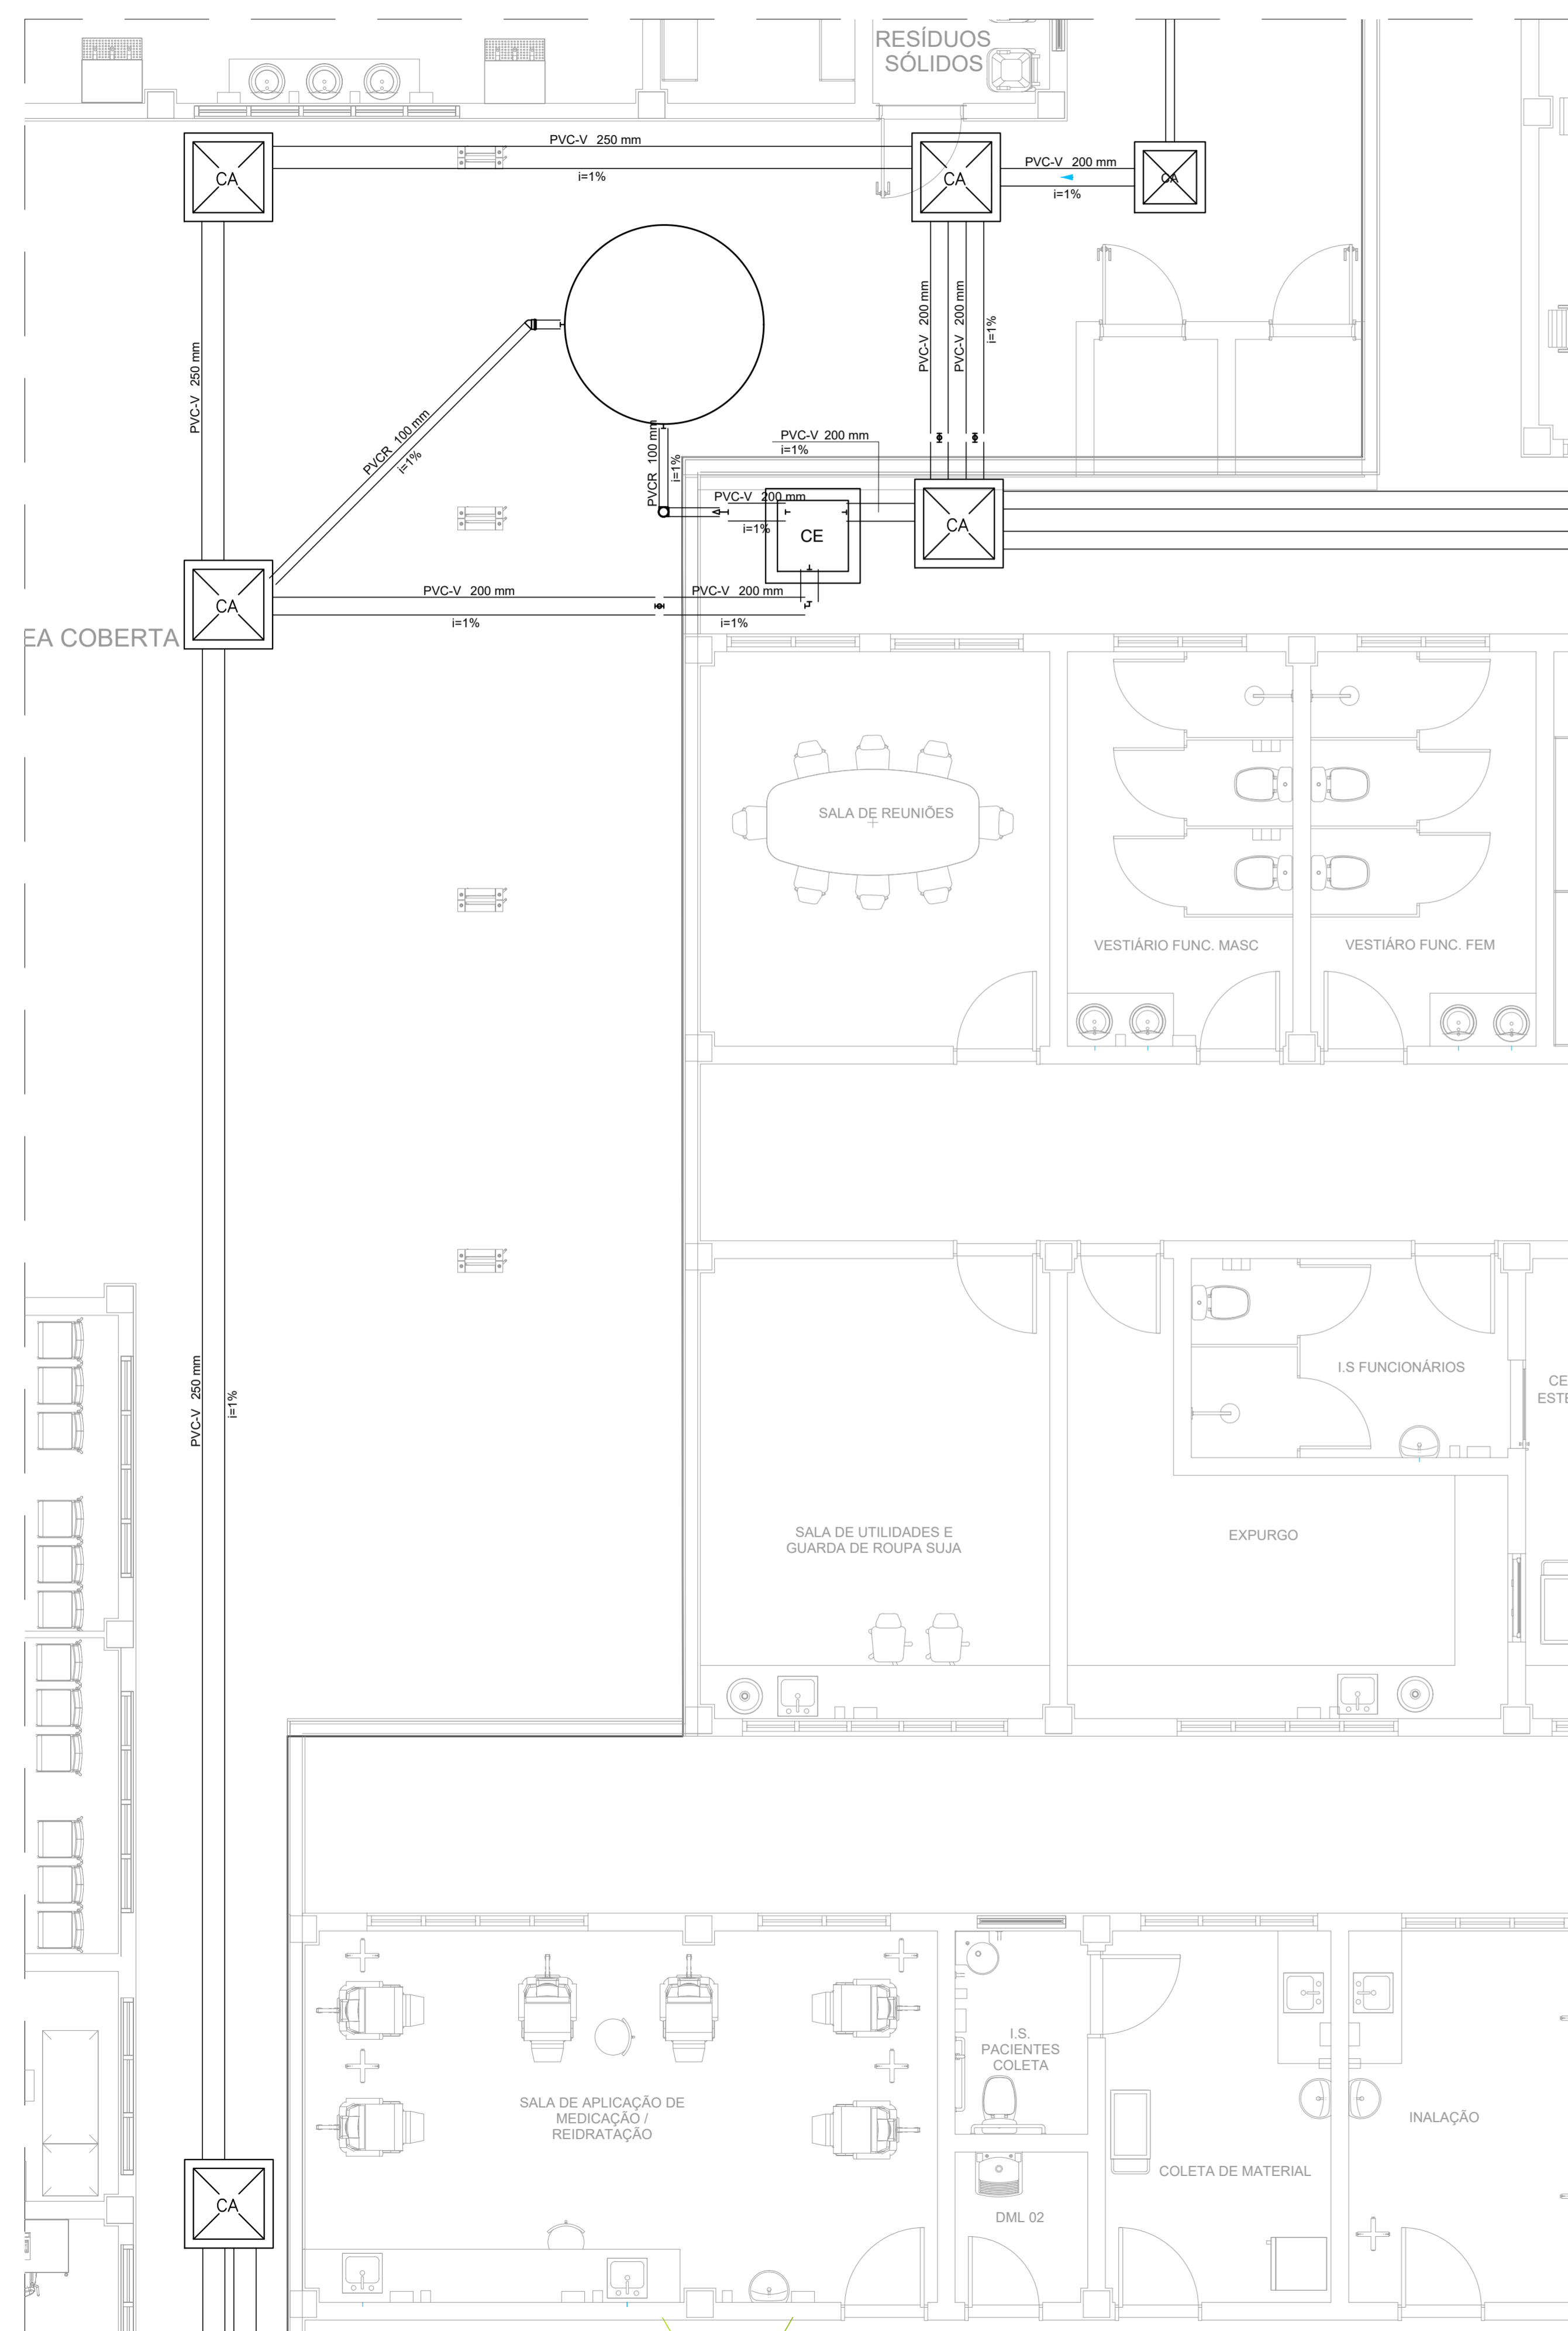 RESÍDUOS
SÓLIDOS
PVC-V 250 mm
i=1%
CA
CA
PVC-V 200 mm
i=1%
CA
PVC-V 250 mm
PVCR 100 mm
i=1%
PVC-V 200 mm
PVC-V 200 mm
i=1%
PVCR 100 mm
i=1%
PVC-V 200 mm
i=1%
PVC-V 200 mm
i=1%
CE
CA
CA
PVC-V 200 mm
i=1%
PVC-V 200 mm
i=1%
EA COBERTA
SALA DE REUNIÕES
VESTIÁRIO FUNC. MASC
VESTIÁRO FUNC. FEM
PVC-V 250 mm
i=1%
I.S FUNCIONÁRIOS
CE
ESTE
SALA DE UTILIDADES E
GUARDA DE ROUPA SUJA
EXPURGO
I.S.
PACIENTES
COLETA
SALA DE APLICAÇÃO DE
MEDICAÇÃO /
REIDRATAÇÃO
INALAÇÃO
COLETA DE MATERIAL
CA
DML 02